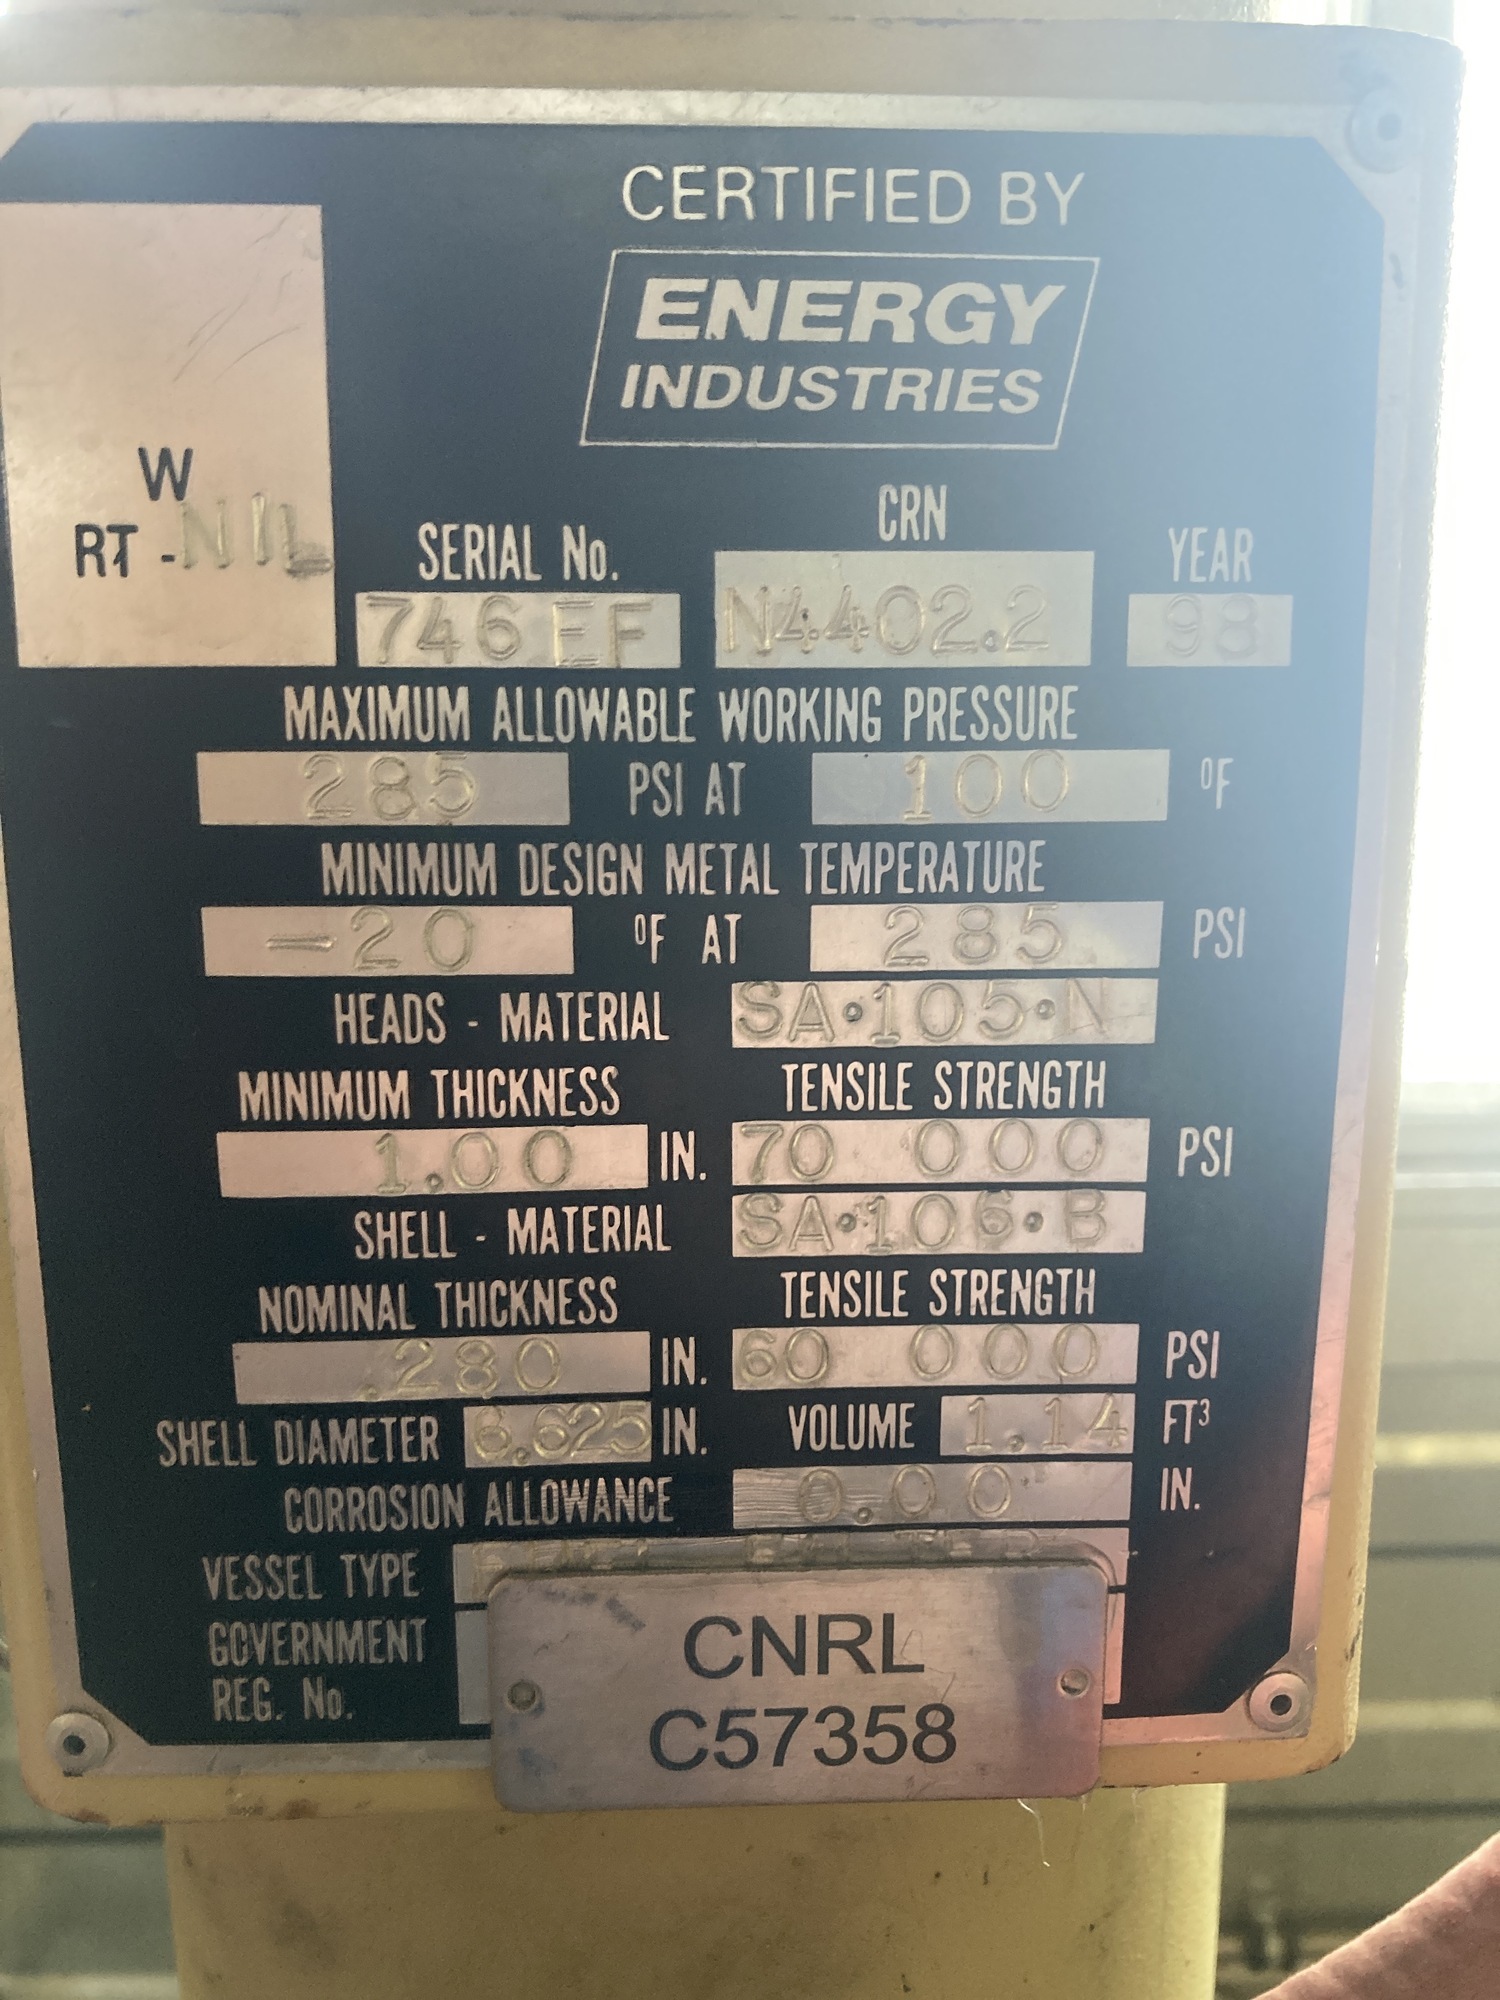 CERTIFIED BY
ENERGY
INDUSTRIES
W
RT - NIL
SERIAL No. CRN YEAR
746 EF N4402.2 98
MAXIMUM ALLOWABLE WORKING PRESSURE
285 PSI AT 100 ºF
MINIMUM DESIGN METAL TEMPERATURE
-20 ºF AT 285 PSI
HEADS - MATERIAL SA·105·N
MINIMUM THICKNESS TENSILE STRENGTH
1.00 IN. 70 000 PSI
SHELL - MATERIAL SA·106·B
NOMINAL THICKNESS TENSILE STRENGTH
.280 IN. 60 000 PSI
SHELL DIAMETER 6.625 IN. VOLUME 1.14 FT³
CORROSION ALLOWANCE 0.00 IN.
VESSEL TYPE
GOVERNMENT
REG. No.
CNRL
C57358